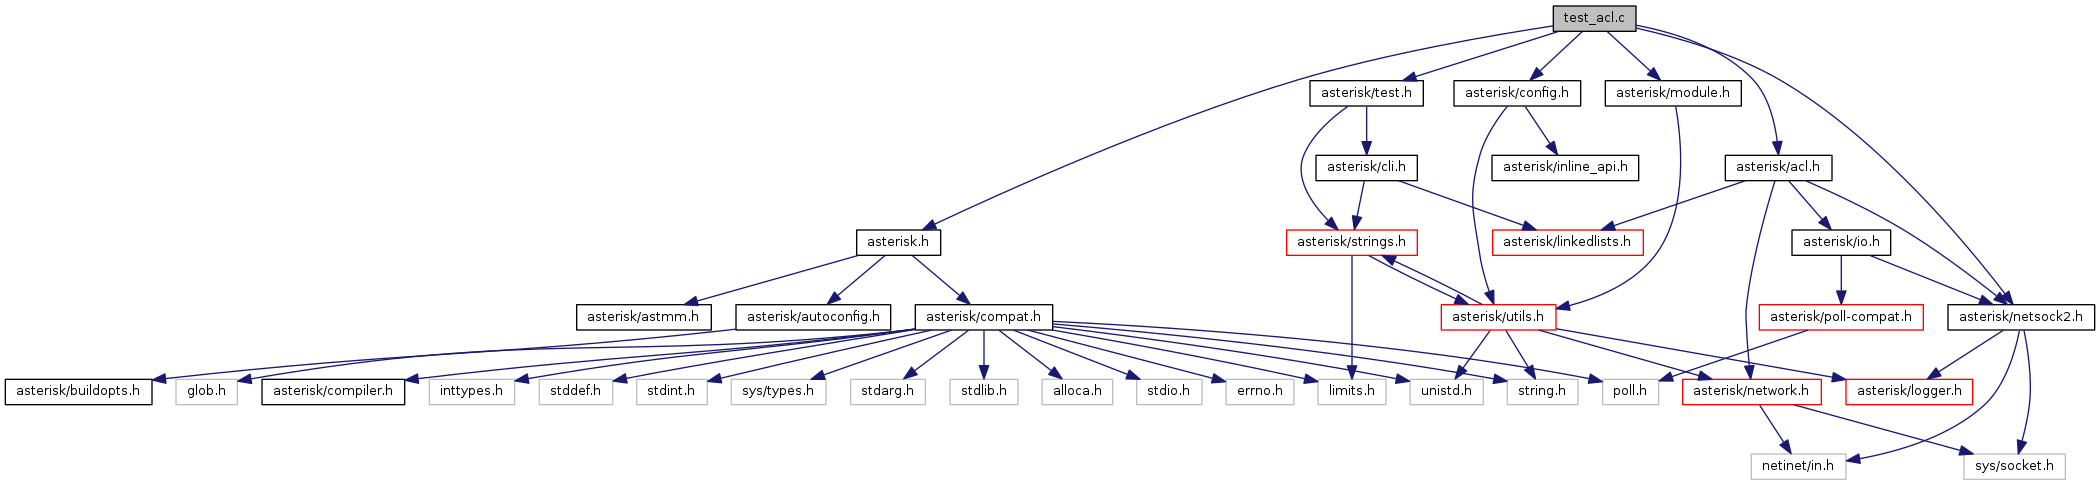 test_acl.c
asterisk/test.h
asterisk/config.h
asterisk/module.h
asterisk/cli.h
asterisk/inline_api.h
asterisk/acl.h
asterisk.h
asterisk/strings.h
asterisk/linkedlists.h
asterisk/io.h
asterisk/astmm.h
asterisk/autoconfig.h
asterisk/compat.h
asterisk/utils.h
asterisk/poll-compat.h
asterisk/netsock2.h
asterisk/buildopts.h
glob.h
asterisk/compiler.h
inttypes.h
stddef.h
stdint.h
sys/types.h
stdarg.h
stdlib.h
alloca.h
stdio.h
errno.h
limits.h
unistd.h
string.h
poll.h
asterisk/network.h
asterisk/logger.h
netinet/in.h
sys/socket.h